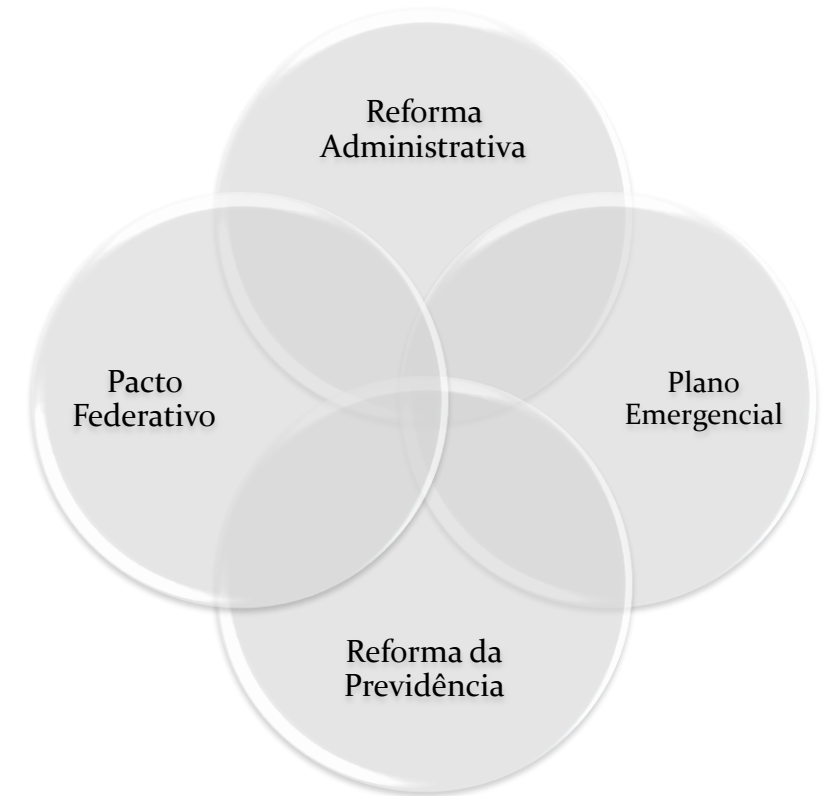 Reforma
Administrativa
Pacto
Federativo
Plano
Emergencial
Reforma da
Previdência